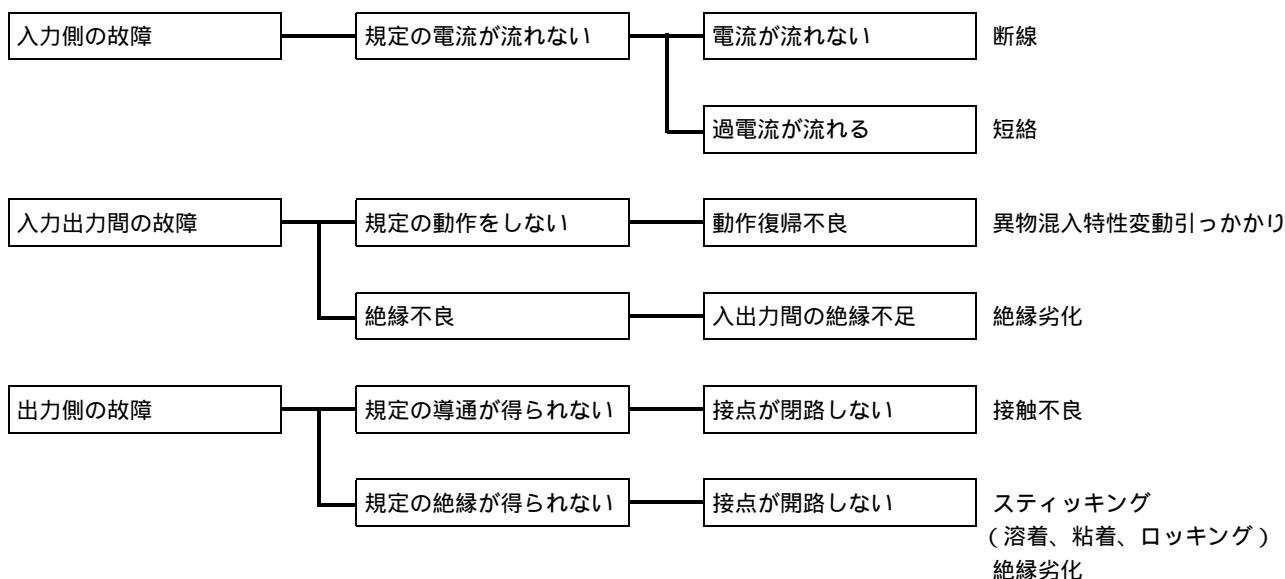 入力側の故障 規定の電流が流れない 電流が流れない 断線
過電流が流れる 短絡
入力出力間の故障 規定の動作をしない 動作復帰不良 異物混入特性変動引っかかり
絶縁不良 入出力間の絶縁不足 絶縁劣化
出力側の故障 規定の導通が得られない 接点が閉路しない 接触不良
規定の絶縁が得られない 接点が開路しない スティッキング
(溶着、粘着、ロッキング)
絶縁劣化